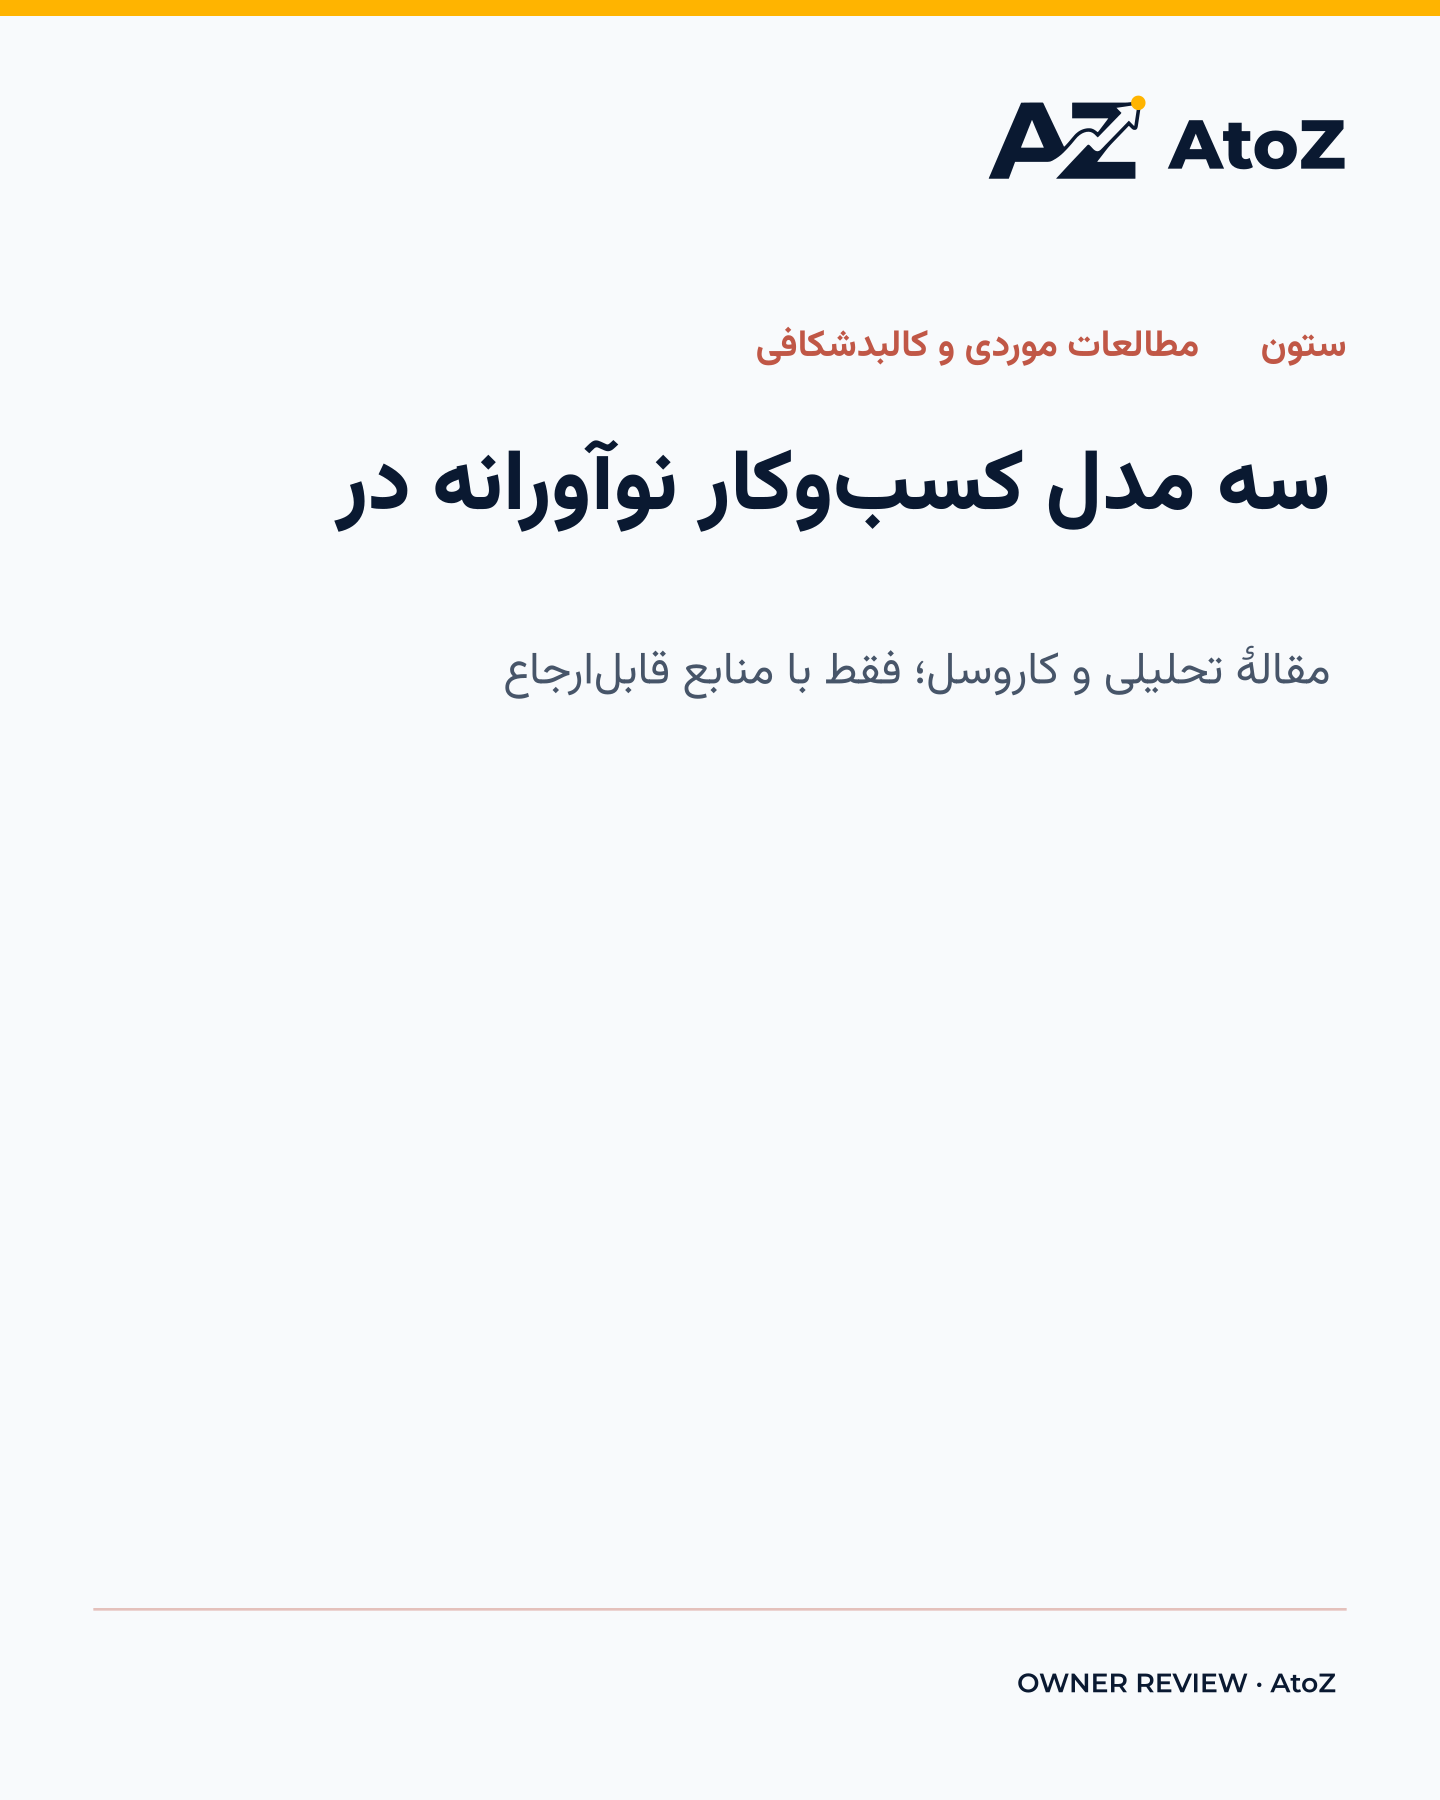 AZ AtoZ
ستون مطالعات موردی و کالبدشکافی
سه مدل کسب‌وکار نوآورانه در
مقالهٔ تحلیلی و کاروسل؛ فقط با منابع قابل‌ارجاع
OWNER REVIEW · AtoZ